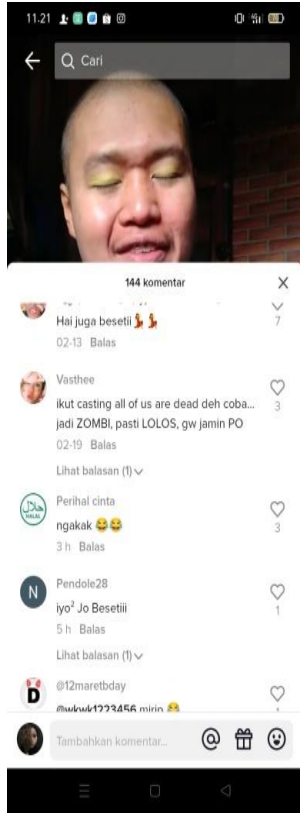 11.21
Cari
144 komentar
Hai juga besetii
7
02-13 Balas
Vasthee
ikut casting all of us are dead deh coba...
jadi ZOMBI, pasti LOLOS, gw jamin PO
3
02-19 Balas
Lihat balasan (1)
Perihal cinta
ngakak 😂😂
3
3 h Balas
N
Pendole28
iyo² Jo Besetiii
1
5 h Balas
Lihat balasan (1)
D
@12maretbday
@wkwk1223456 mirip 😂
Tambahkan komentar...